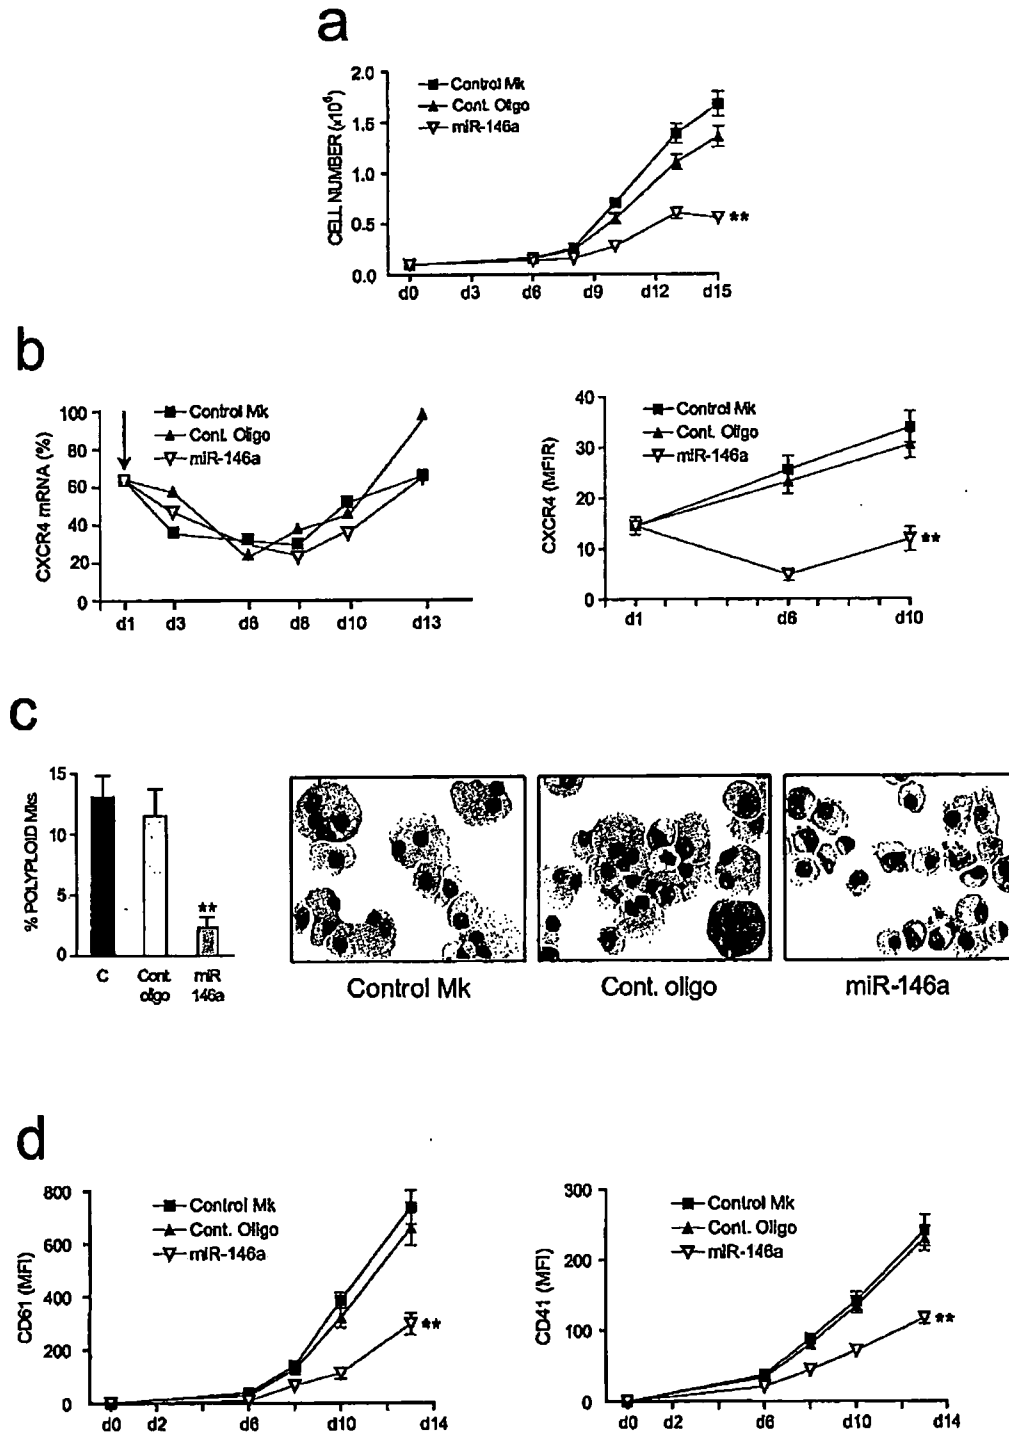 a
CELL NUMBER (x10⁶)
2.0
1.5
1.0
0.5
0.0
Control Mk
Cont. Oligo
miR-146a
**
d0 d3 d6 d9 d12 d15
b
CXCR4 mRNA (%)
100
80
60
40
20
0
Control Mk
Cont. Oligo
miR-146a
d1 d3 d6 d8 d10 d13
CXCR4 (MFIR)
40
30
20
10
0
Control Mk
Cont. Oligo
miR-146a
**
d1 d6 d10
c
% POLYPLOID Mks
15
10
5
0
**
C Cont. oligo miR 146a
Control Mk
Cont. oligo
miR-146a
d
CD61 (MFI)
800
600
400
200
0
Control Mk
Cont. Oligo
miR-146a
**
d0 d2 d6 d10 d14
CD41 (MFI)
300
200
100
0
Control Mk
Cont. Oligo
miR-146a
**
d0 d2 d6 d10 d14